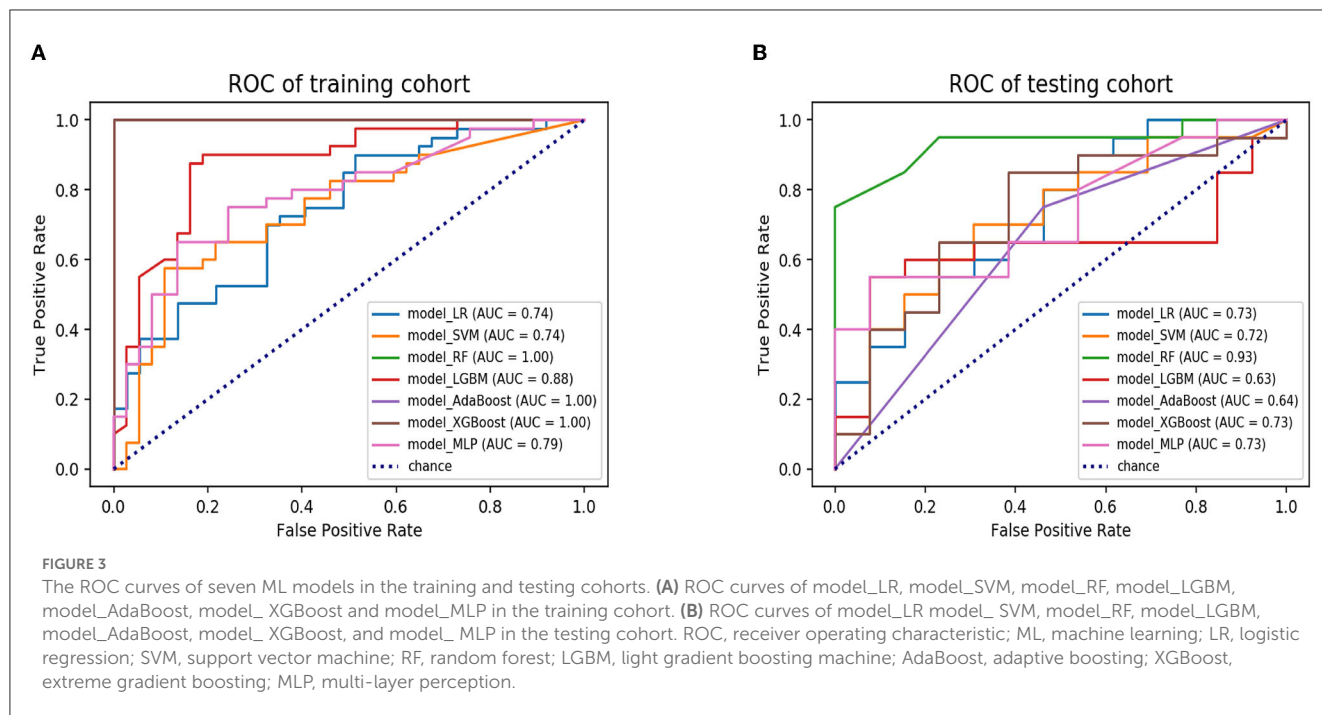 A
ROC of training cohort
True Positive Rate
1.0
0.8
0.6
0.4
0.2
0.0
model_LR (AUC = 0.74)
model_SVM (AUC = 0.74)
model_RF (AUC = 1.00)
model_LGBM (AUC = 0.88)
model_AdaBoost (AUC = 1.00)
model_XGBoost (AUC = 1.00)
model_MLP (AUC = 0.79)
chance
0.0 0.2 0.4 0.6 0.8 1.0
False Positive Rate
B
ROC of testing cohort
True Positive Rate
1.0
0.8
0.6
0.4
0.2
0.0
model_LR (AUC = 0.73)
model_SVM (AUC = 0.72)
model_RF (AUC = 0.93)
model_LGBM (AUC = 0.63)
model_AdaBoost (AUC = 0.64)
model_XGBoost (AUC = 0.73)
model_MLP (AUC = 0.73)
chance
0.0 0.2 0.4 0.6 0.8 1.0
False Positive Rate
FIGURE 3
The ROC curves of seven ML models in the training and testing cohorts. (A) ROC curves of model_LR, model_SVM, model_RF, model_LGBM,
model_AdaBoost, model_ XGBoost and model_MLP in the training cohort. (B) ROC curves of model_LR model_ SVM, model_RF, model_LGBM,
model_AdaBoost, model_ XGBoost, and model_ MLP in the testing cohort. ROC, receiver operating characteristic; ML, machine learning; LR, logistic
regression; SVM, support vector machine; RF, random forest; LGBM, light gradient boosting machine; AdaBoost, adaptive boosting; XGBoost,
extreme gradient boosting; MLP, multi-layer perception.